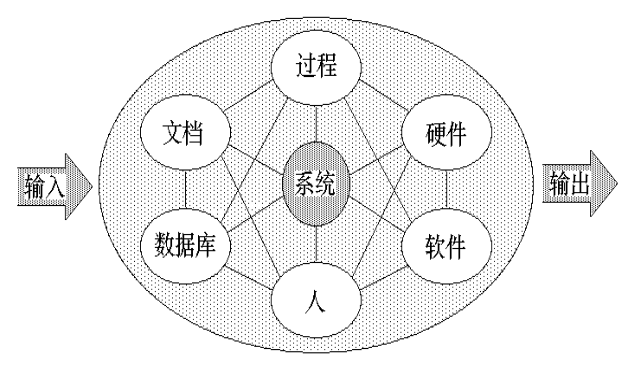 过程
文档
硬件
输入
系统
输出
数据库
软件
人